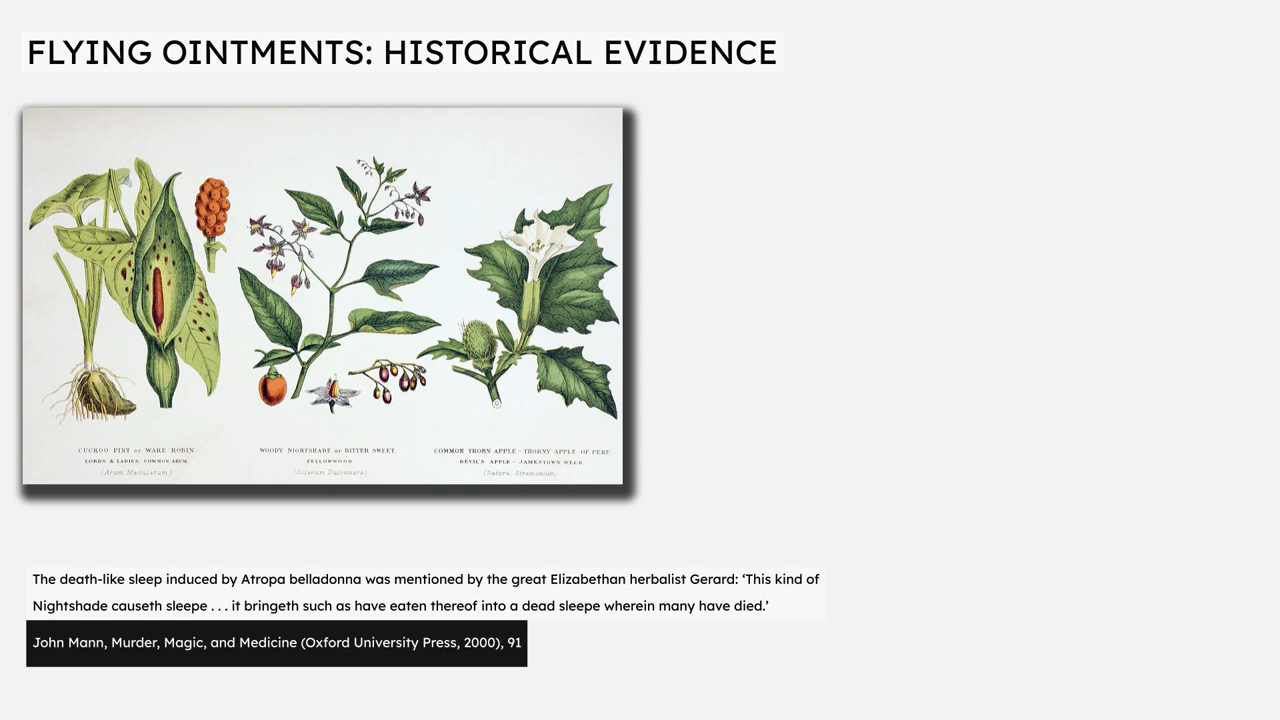 FLYING OINTMENTS: HISTORICAL EVIDENCE
CUCKOO PINT or WAKE ROBIN.
LORDS & LADIES. COMMON ARUM.
(Arum Maculatum)
WOODY NIGHTSHADE or BITTER SWEET.
FELLONWOOD
(Solanum Dulcamara)
COMMON THORN APPLE – THORNY APPLE OF PERU.
DEVIL'S APPLE – JAMESTOWN WEED.
(Datura, Stramonium)
The death-like sleep induced by Atropa belladonna was mentioned by the great Elizabethan herbalist Gerard: ‘This kind of
Nightshade causeth sleepe . . . it bringeth such as have eaten thereof into a dead sleepe wherein many have died.’
John Mann, Murder, Magic, and Medicine (Oxford University Press, 2000), 91